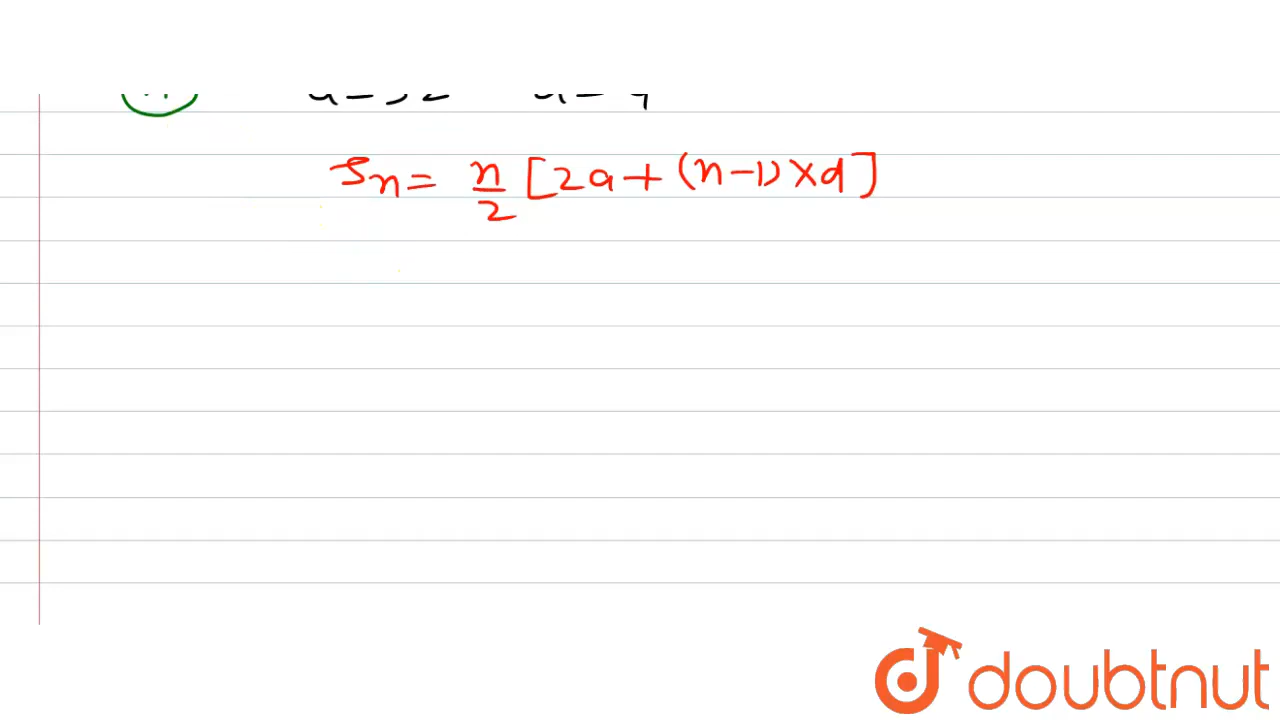 Sn = n/2 [2a + (n-1) × d]
doubtnut